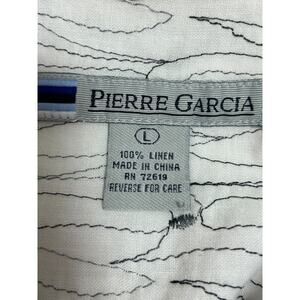 PIERRE GARCIA
L
100% LINEN
MADE IN CHINA
RN 72619
REVERSE FOR CARE